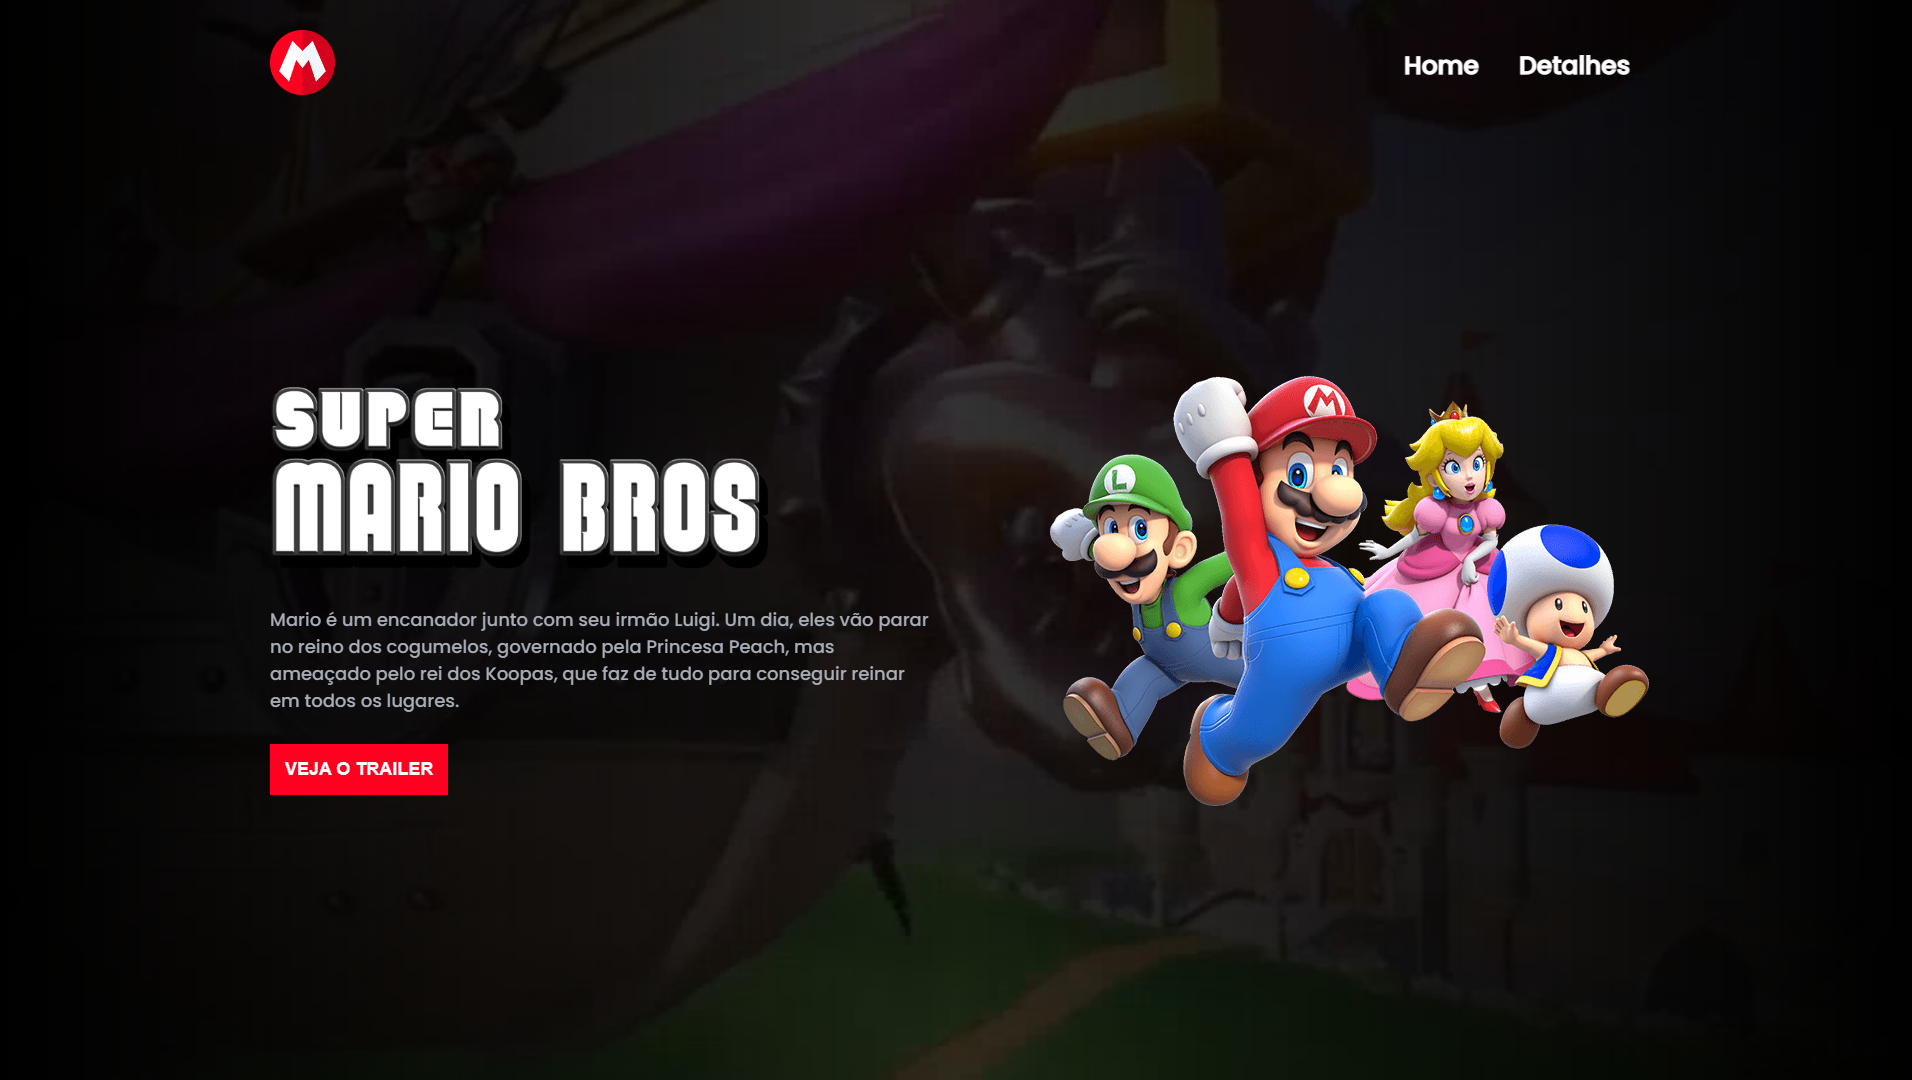 M
Home Detalhes
SUPER
MARIO BROS
M
L
Mario é um encanador junto com seu irmão Luigi. Um dia, eles vão parar
no reino dos cogumelos, governado pela Princesa Peach, mas
ameaçado pelo rei dos Koopas, que faz de tudo para conseguir reinar
em todos os lugares.
VEJA O TRAILER